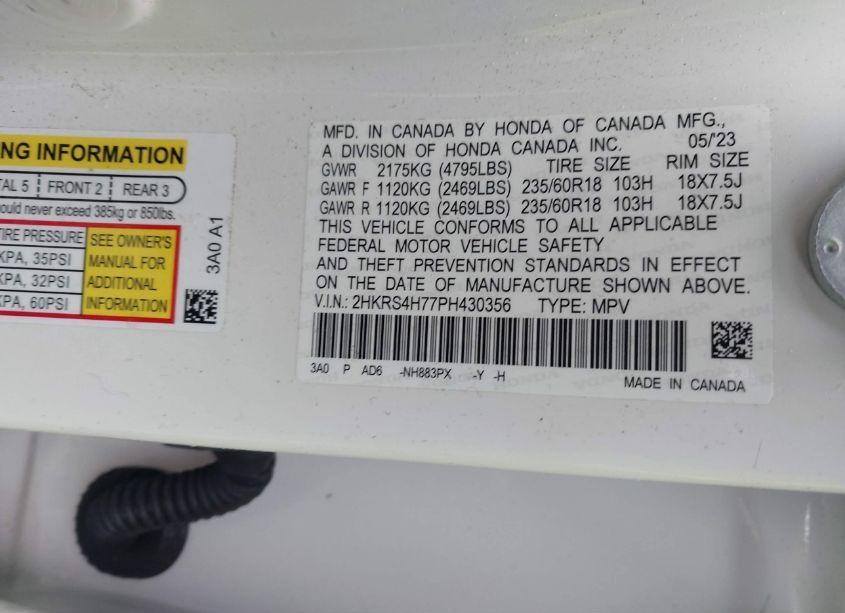 NG INFORMATION
TAL 5 FRONT 2 REAR 3
ould never exceed 385kg or 850lbs.
TIRE PRESSURE
KPA, 35PSI
KPA, 32PSI
KPA, 60PSI
SEE OWNER'S
MANUAL FOR
ADDITIONAL
INFORMATION
3A0 A1
MFD. IN CANADA BY HONDA OF CANADA MFG.,
A DIVISION OF HONDA CANADA INC. 05/'23
GVWR 2175KG (4795LBS) TIRE SIZE RIM SIZE
GAWR F 1120KG (2469LBS) 235/60R18 103H 18X7.5J
GAWR R 1120KG (2469LBS) 235/60R18 103H 18X7.5J
THIS VEHICLE CONFORMS TO ALL APPLICABLE
FEDERAL MOTOR VEHICLE SAFETY
AND THEFT PREVENTION STANDARDS IN EFFECT
ON THE DATE OF MANUFACTURE SHOWN ABOVE.
V.I.N.: 2HKRS4H77PH430356 TYPE: MPV
3A0 P AD6 -NH883PX -Y -H
MADE IN CANADA